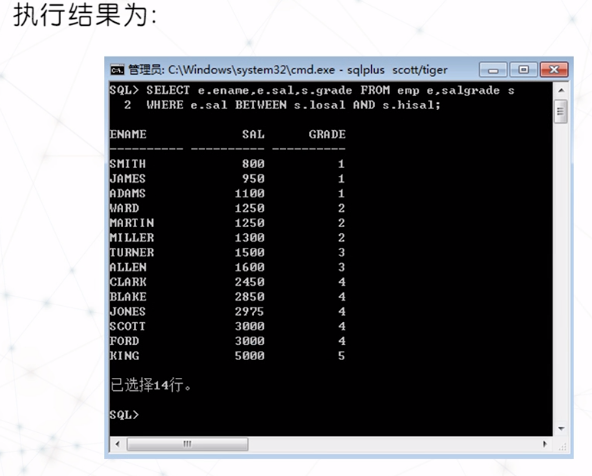 执行结果为:
管理员: C:\Windows\system32\cmd.exe - sqlplus scott/tiger
SQL> SELECT e.ename,e.sal,s.grade FROM emp e,salgrade s
2 WHERE e.sal BETWEEN s.losal AND s.hisal;
ENAME SAL GRADE
---------- ---------- ----------
SMITH 800 1
JAMES 950 1
ADAMS 1100 1
WARD 1250 2
MARTIN 1250 2
MILLER 1300 2
TURNER 1500 3
ALLEN 1600 3
CLARK 2450 4
BLAKE 2850 4
JONES 2975 4
SCOTT 3000 4
FORD 3000 4
KING 5000 5
已选择14行。
SQL>